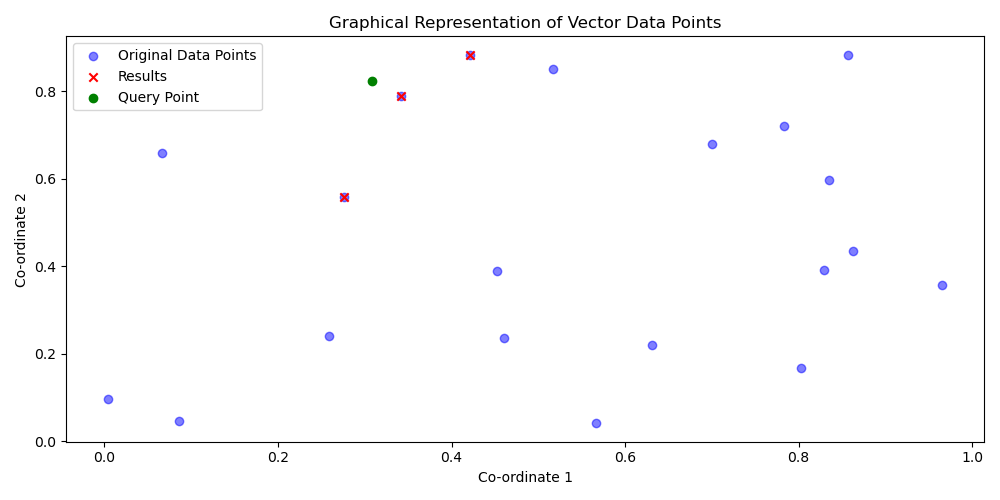 Graphical Representation of Vector Data Points
Original Data Points
Results
Query Point
Co-ordinate 2
0.8
0.6
0.4
0.2
0.0
0.0 0.2 0.4 0.6 0.8 1.0
Co-ordinate 1